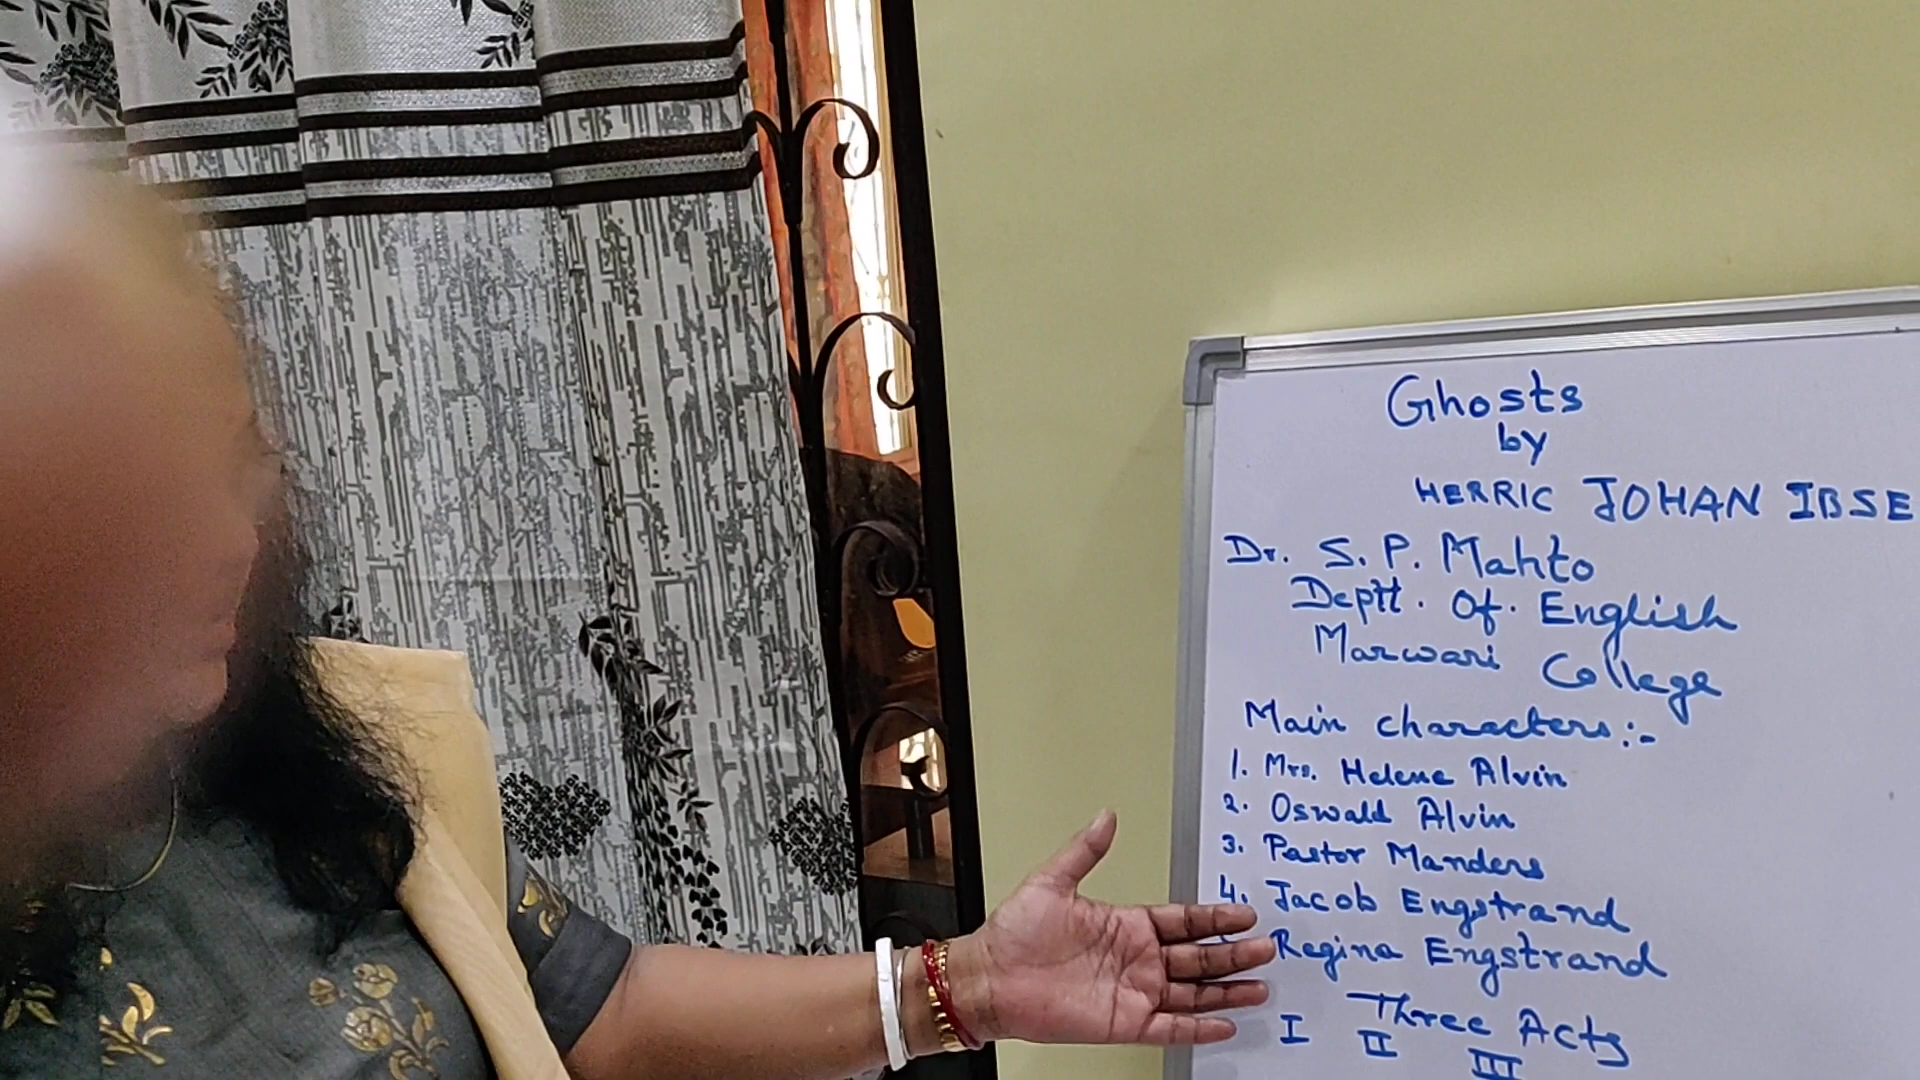 Ghosts
by
HERRIC JOHAN IBSE
Dr. S. P. Mahto
Deptt. Of. English
Marwari College
Main characters:-
1. Mrs. Helene Alvin
2. Oswald Alvin
3. Pastor Manders
4. Jacob Engstrand
Regina Engstrand
Three Acts
I II III